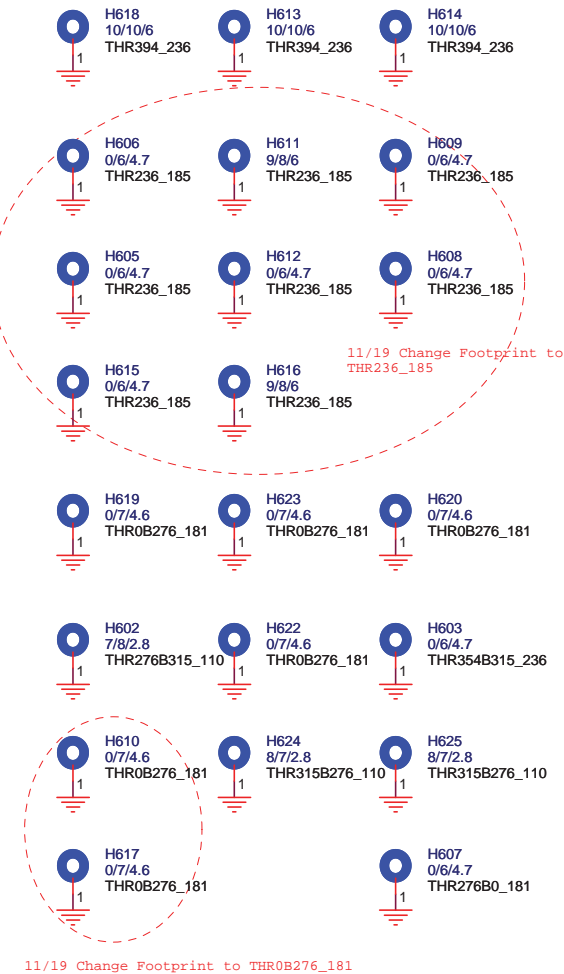 H618
10/10/6
THR394_236
1
H613
10/10/6
THR394_236
1
H614
10/10/6
THR394_236
1
H606
0/6/4.7
THR236_185
1
H611
9/8/6
THR236_185
1
H609
0/6/4.7
THR236_185
1
H605
0/6/4.7
THR236_185
1
H612
0/6/4.7
THR236_185
1
H608
0/6/4.7
THR236_185
1
11/19 Change Footprint to
THR236_185
H615
0/6/4.7
THR236_185
1
H616
9/8/6
THR236_185
1
H619
0/7/4.6
THR0B276_181
1
H623
0/7/4.6
THR0B276_181
1
H620
0/7/4.6
THR0B276_181
1
H602
7/8/2.8
THR276B315_110
1
H622
0/7/4.6
THR0B276_181
1
H603
0/6/4.7
THR354B315_236
1
H610
0/7/4.6
THR0B276_181
1
H624
8/7/2.8
THR315B276_110
1
H625
8/7/2.8
THR315B276_110
1
H617
0/7/4.6
THR0B276_181
1
H607
0/6/4.7
THR276B0_181
1
11/19 Change Footprint to THR0B276_181